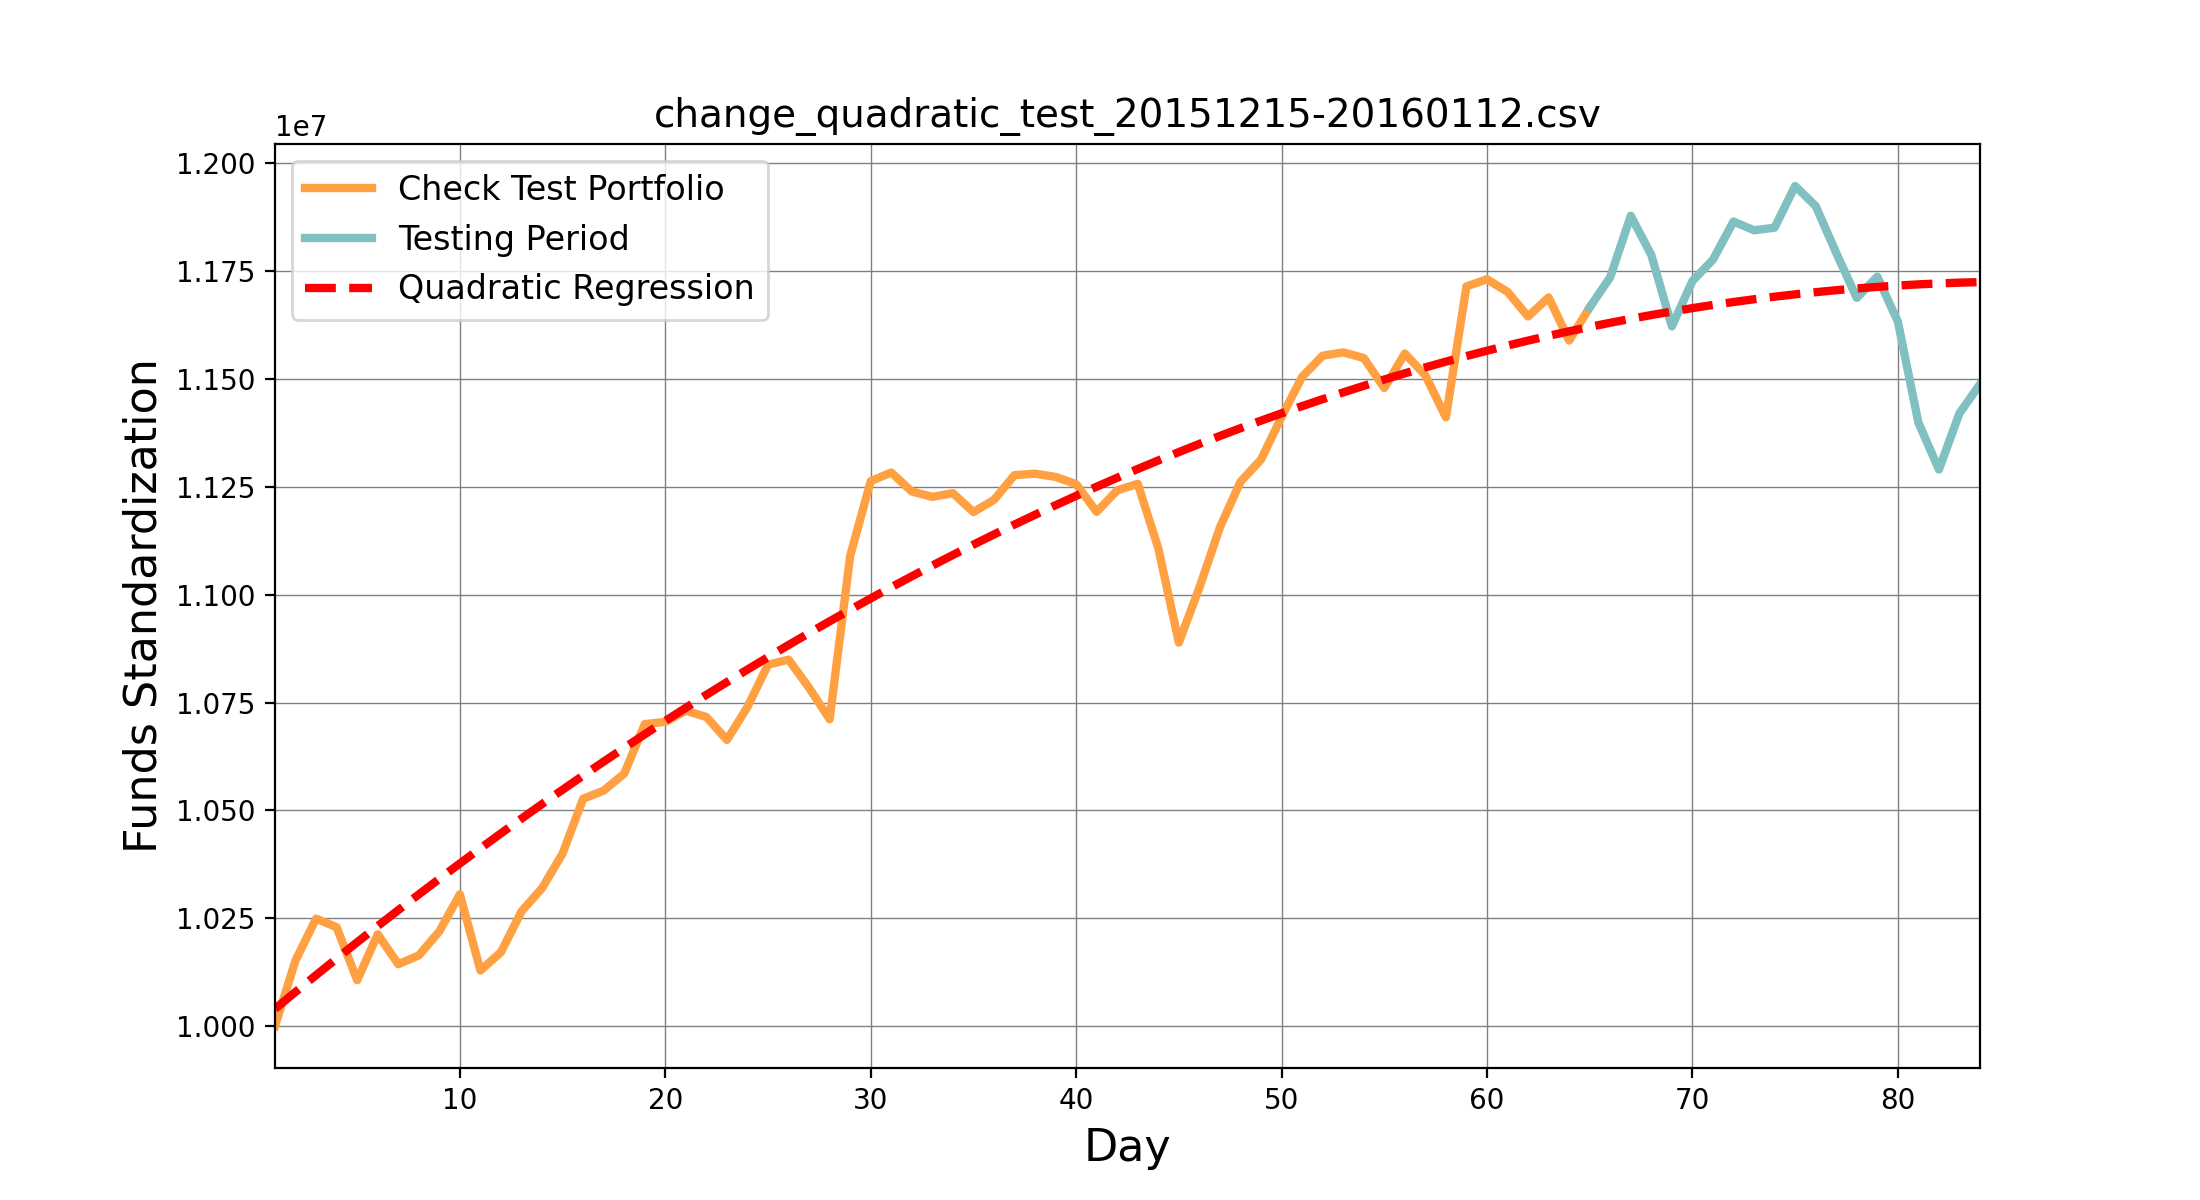 change_quadratic_test_20151215-20160112.csv
1e7
1.200
1.175
1.150
1.125
1.100
1.075
1.050
1.025
1.000
Funds Standardization
Check Test Portfolio
Testing Period
Quadratic Regression
10 20 30 40 50 60 70 80
Day